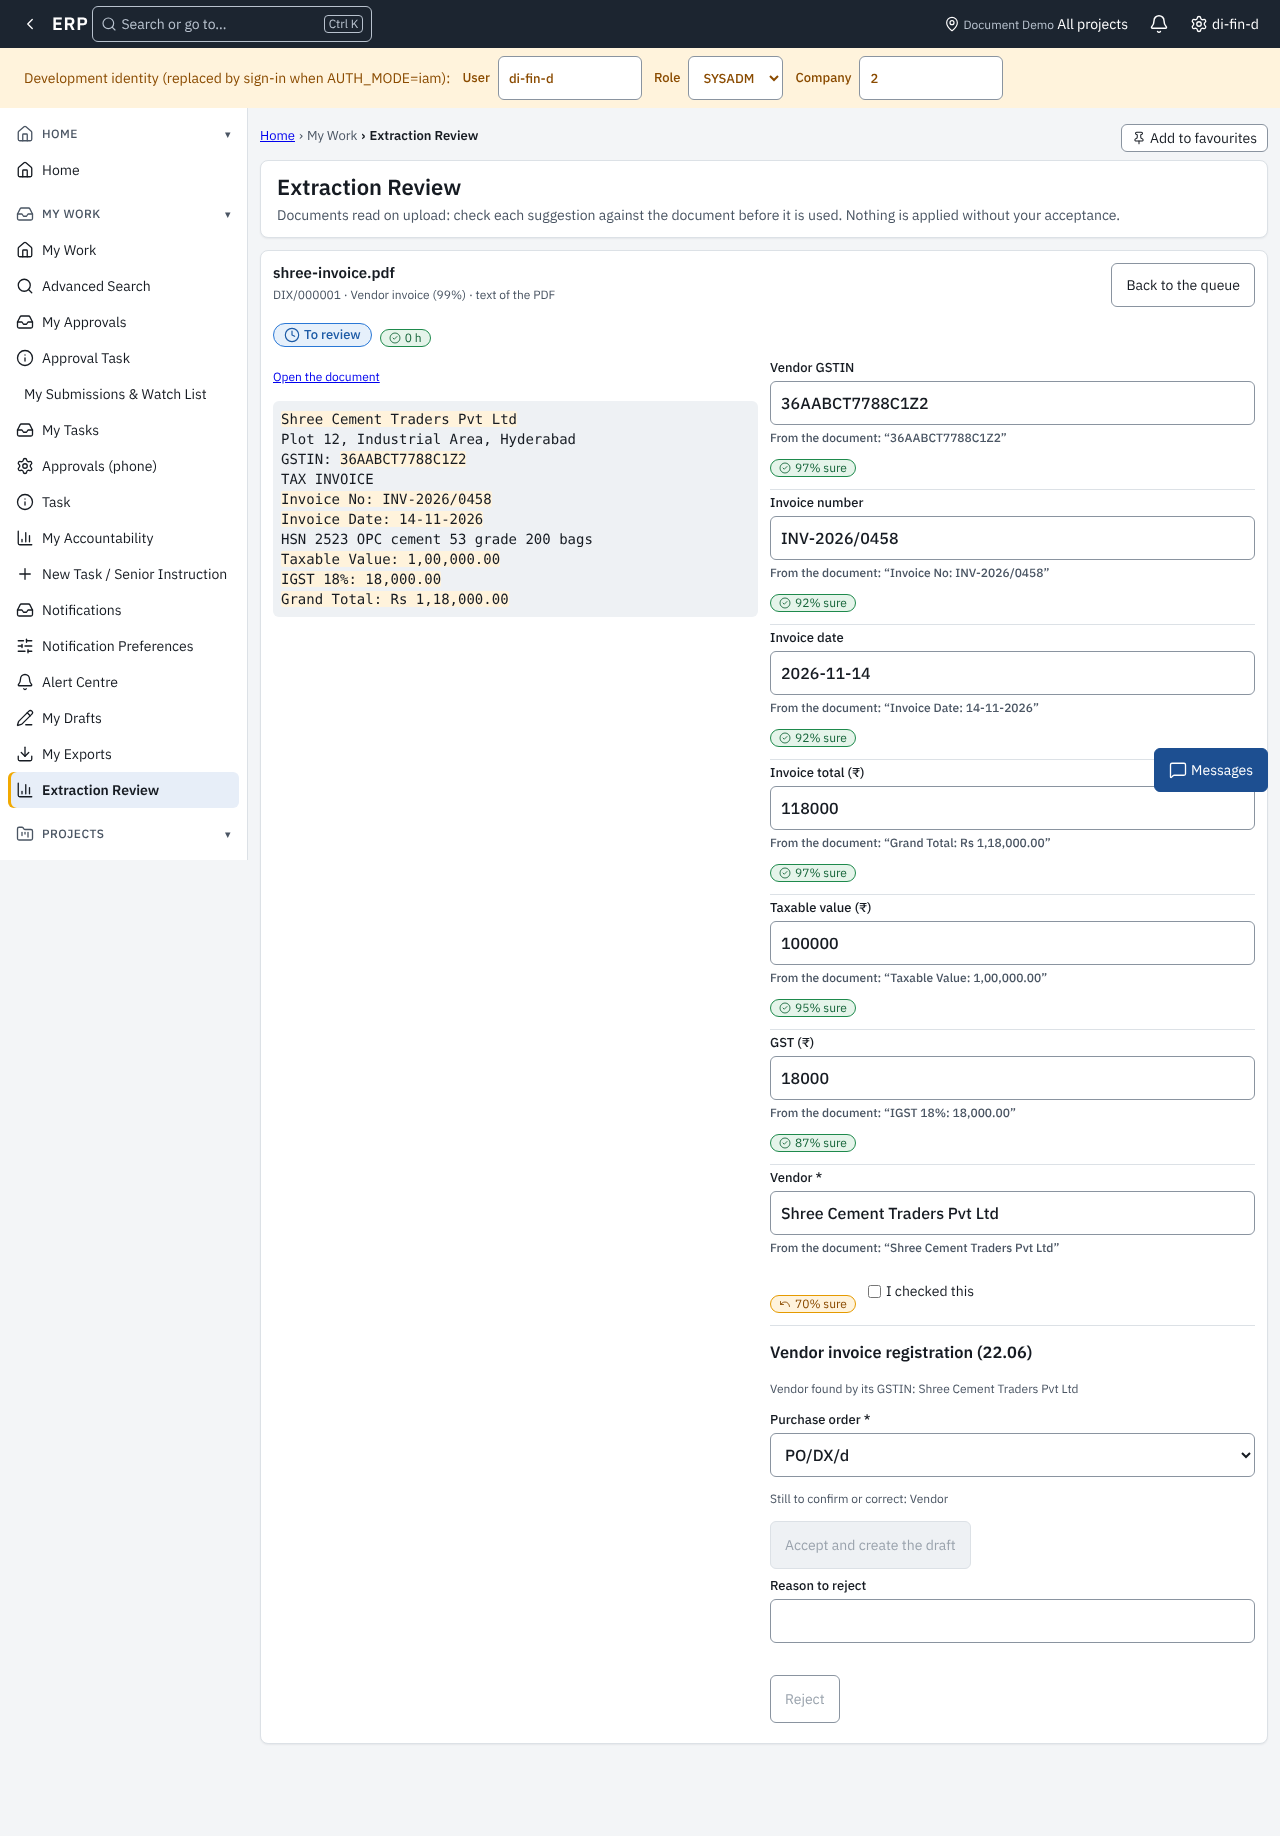 ERP
Search or go to...
Ctrl K
Document Demo All projects
di-fin-d
Development identity (replaced by sign-in when AUTH_MODE=iam):
User
di-fin-d
Role
SYSADM
Company
2
HOME
Home
MY WORK
My Work
Advanced Search
My Approvals
Approval Task
My Submissions & Watch List
My Tasks
Approvals (phone)
Task
My Accountability
New Task / Senior Instruction
Notifications
Notification Preferences
Alert Centre
My Drafts
My Exports
Extraction Review
PROJECTS
Home › My Work › Extraction Review
Add to favourites
Extraction Review
Documents read on upload: check each suggestion against the document before it is used. Nothing is applied without your acceptance.
shree-invoice.pdf
DIX/000001 · Vendor invoice (99%) · text of the PDF
Back to the queue
To review
0 h
Open the document
Shree Cement Traders Pvt Ltd
Plot 12, Industrial Area, Hyderabad
GSTIN: 36AABCT7788C1Z2
TAX INVOICE
Invoice No: INV-2026/0458
Invoice Date: 14-11-2026
HSN 2523 OPC cement 53 grade 200 bags
Taxable Value: 1,00,000.00
IGST 18%: 18,000.00
Grand Total: Rs 1,18,000.00
Vendor GSTIN
36AABCT7788C1Z2
From the document: “36AABCT7788C1Z2”
97% sure
Invoice number
INV-2026/0458
From the document: “Invoice No: INV-2026/0458”
92% sure
Invoice date
2026-11-14
From the document: “Invoice Date: 14-11-2026”
92% sure
Messages
Invoice total (₹)
118000
From the document: “Grand Total: Rs 1,18,000.00”
97% sure
Taxable value (₹)
100000
From the document: “Taxable Value: 1,00,000.00”
95% sure
GST (₹)
18000
From the document: “IGST 18%: 18,000.00”
87% sure
Vendor *
Shree Cement Traders Pvt Ltd
From the document: “Shree Cement Traders Pvt Ltd”
70% sure
I checked this
Vendor invoice registration (22.06)
Vendor found by its GSTIN: Shree Cement Traders Pvt Ltd
Purchase order *
PO/DX/d
Still to confirm or correct: Vendor
Accept and create the draft
Reason to reject
Reject